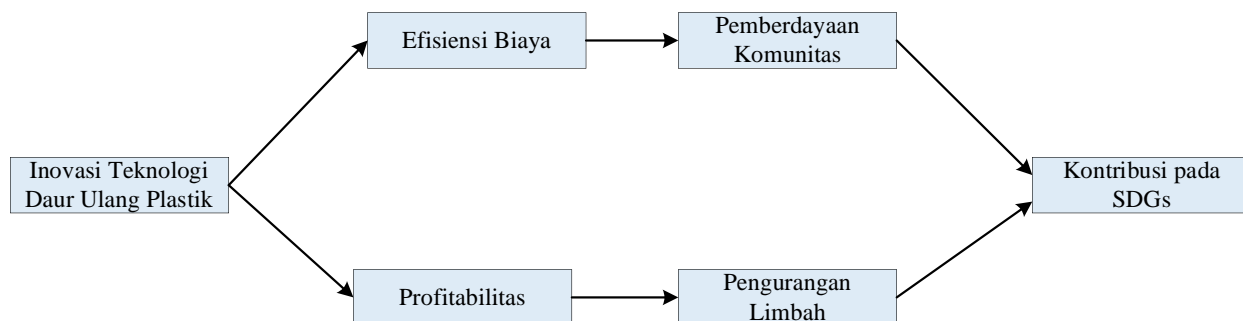 Efisiensi Biaya
Pemberdayaan
Komunitas
Inovasi Teknologi
Daur Ulang Plastik
Kontribusi pada
SDGs
Profitabilitas
Pengurangan
Limbah